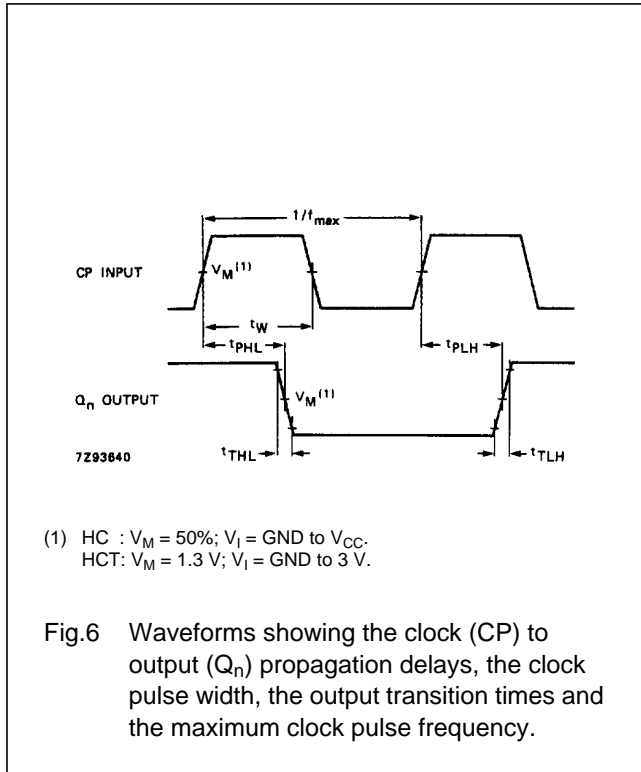 1/fmax
CP INPUT
VM(1)
tW
tPHL
tPLH
Qn OUTPUT
VM(1)
7Z93640
tTHL
tTLH
(1) HC : VM = 50%; VI = GND to VCC.
HCT: VM = 1.3 V; VI = GND to 3 V.
Fig.6 Waveforms showing the clock (CP) to
output (Qn) propagation delays, the clock
pulse width, the output transition times and
the maximum clock pulse frequency.